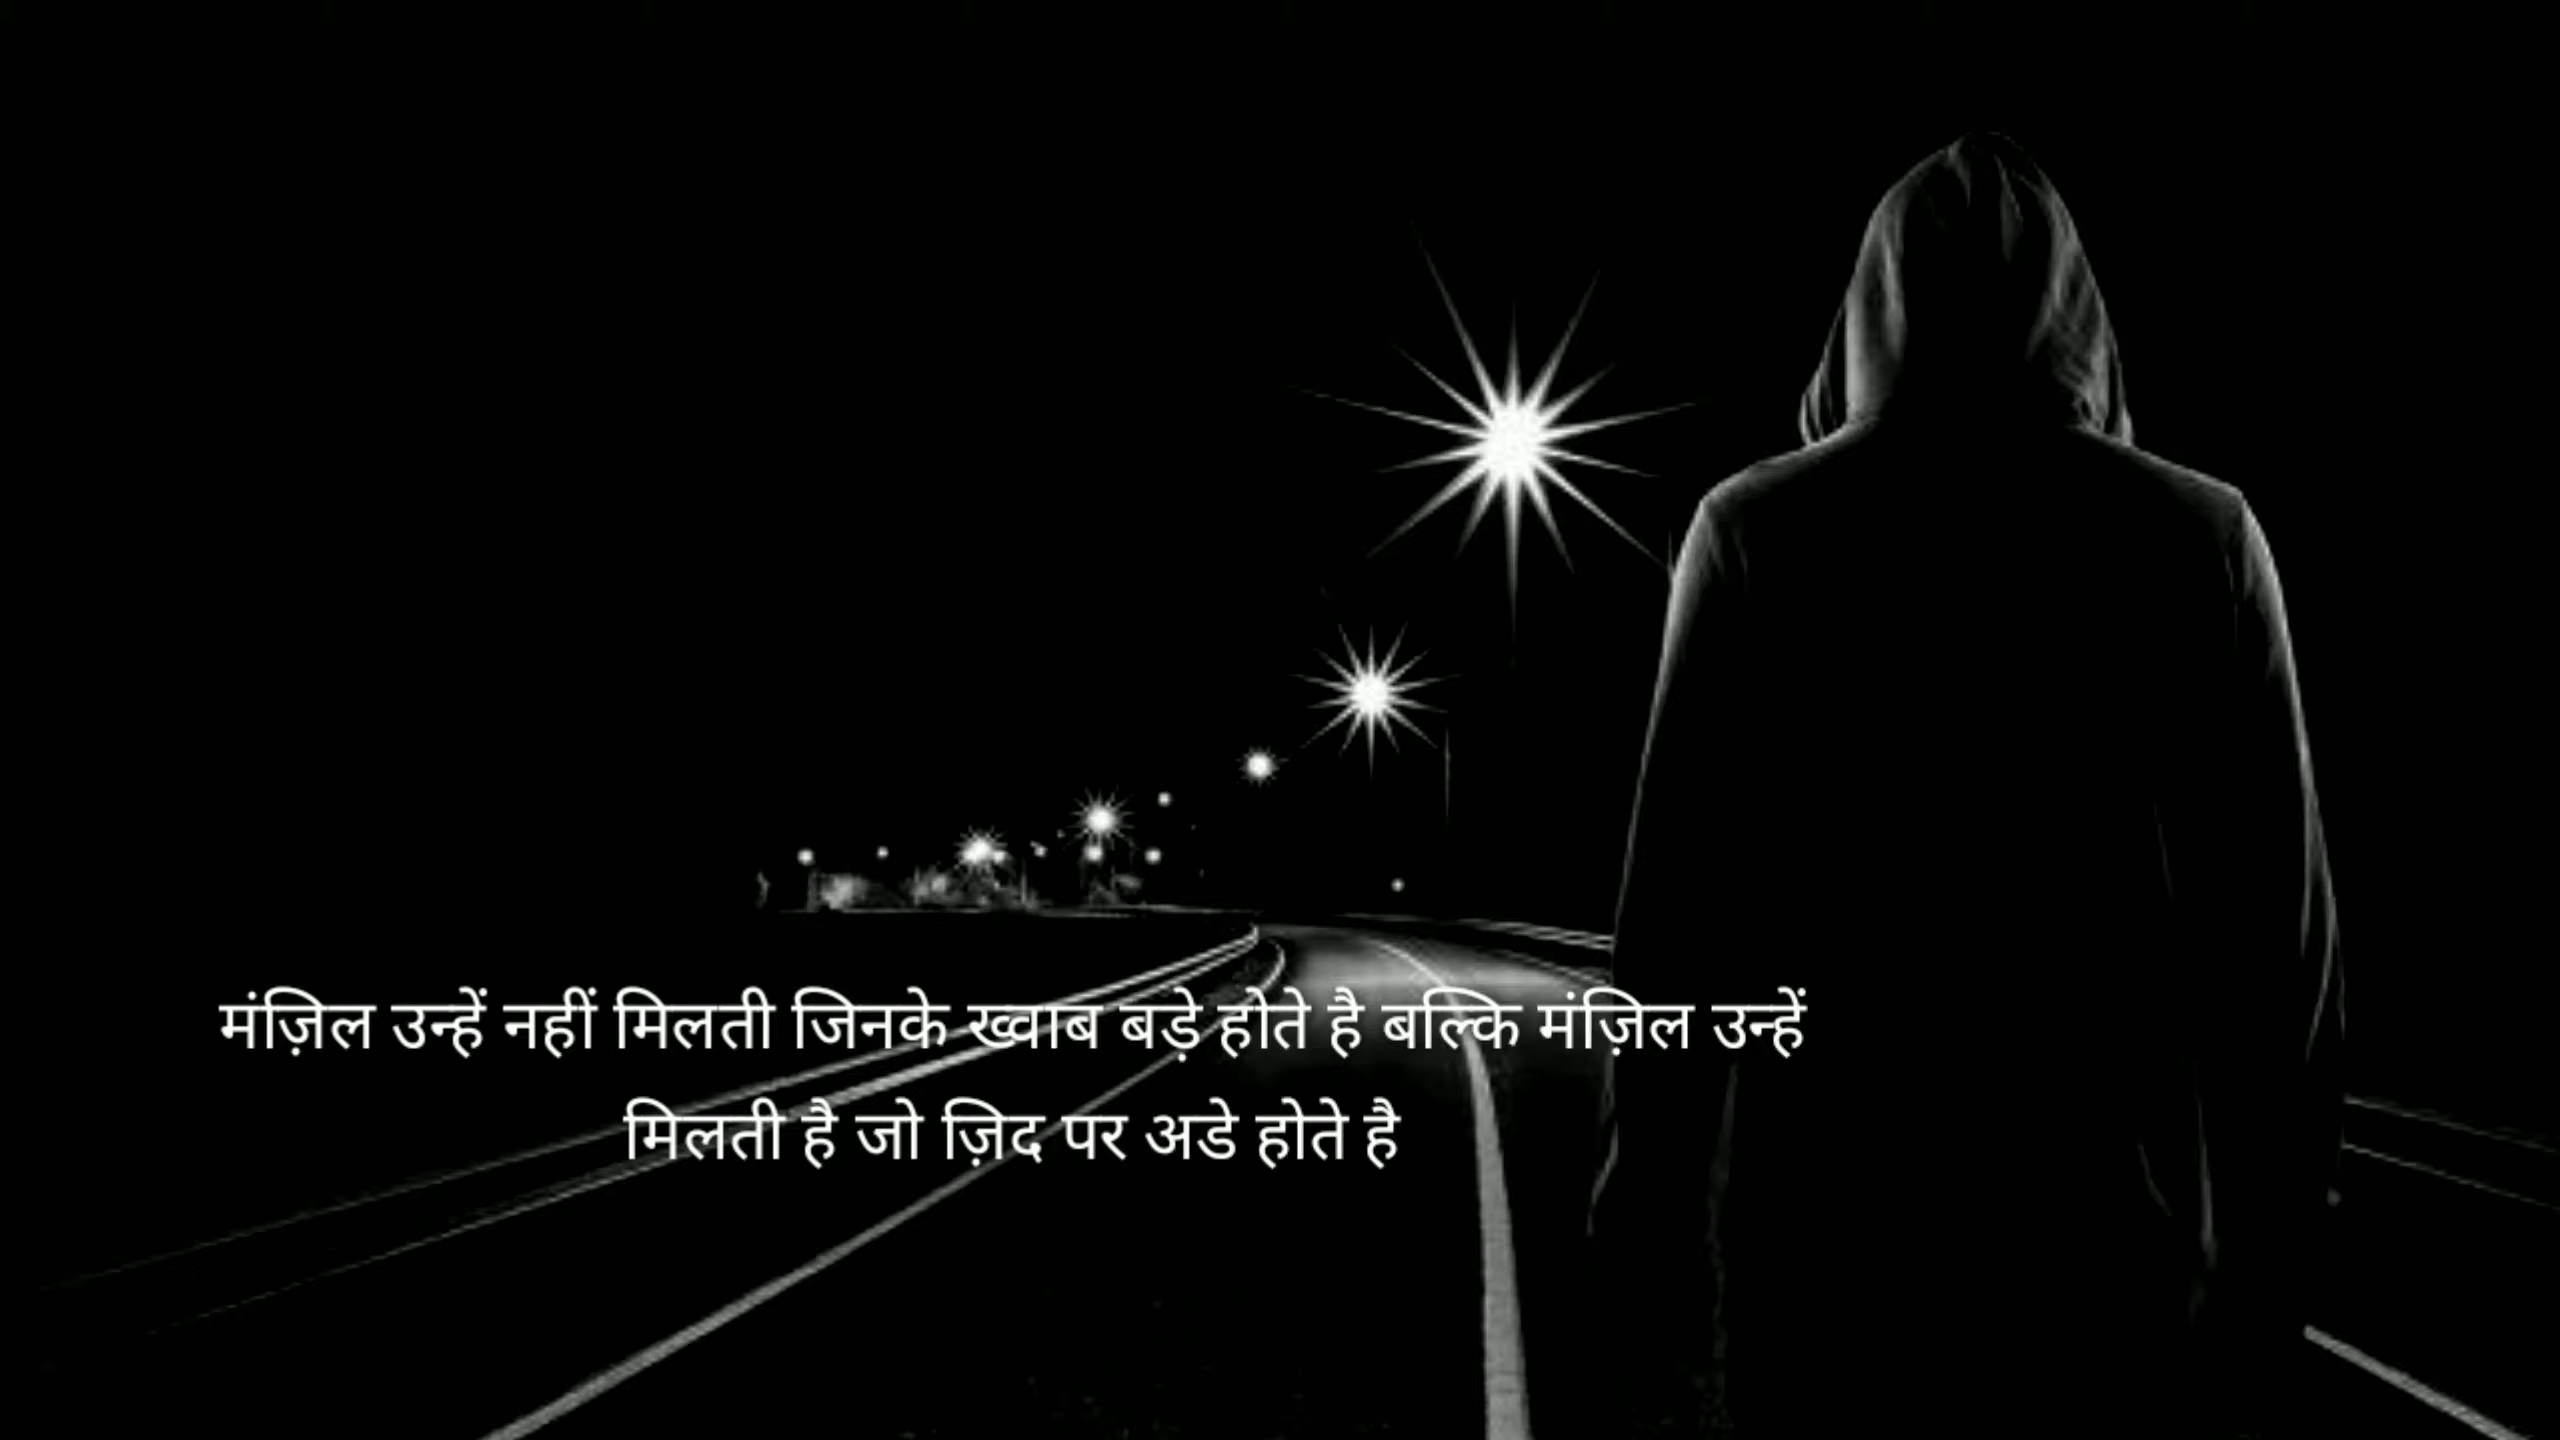 मंज़िल उन्हें नहीं मिलती जिनके ख्वाब बड़े होते है बल्कि मंज़िल उन्हें
मिलती है जो ज़िद पर अडे होते है